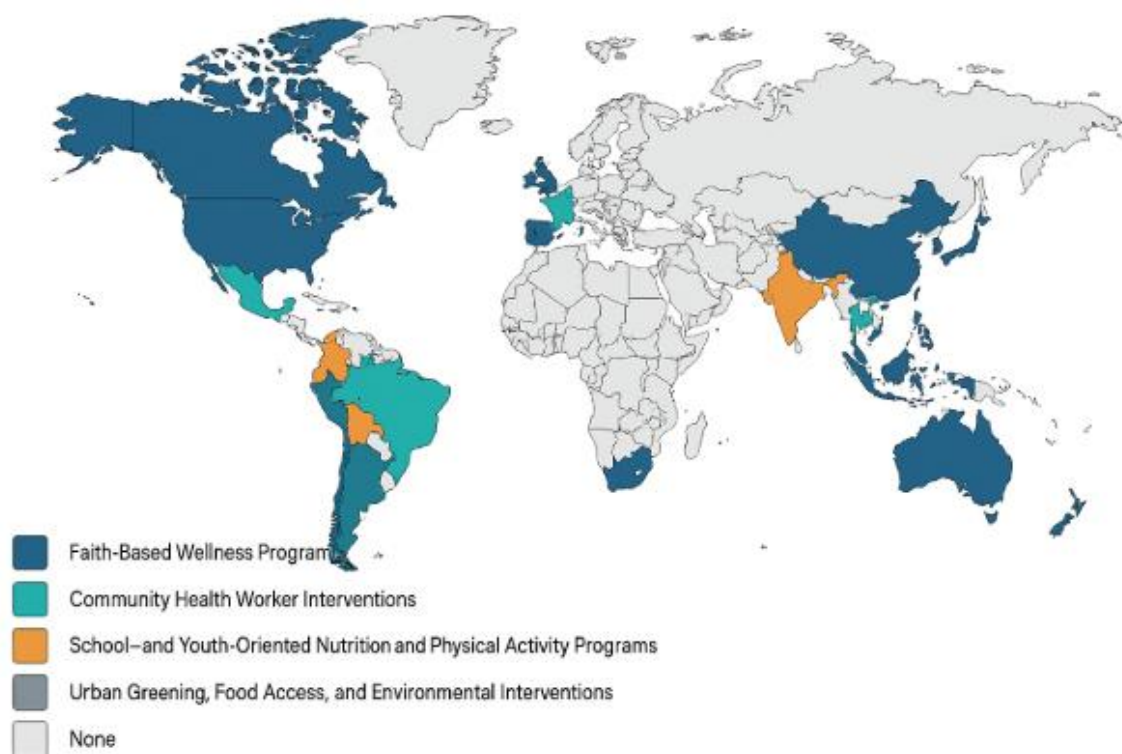 Faith-Based Wellness Program
Community Health Worker Interventions
School–and Youth-Oriented Nutrition and Physical Activity Programs
Urban Greening, Food Access, and Environmental Interventions
None